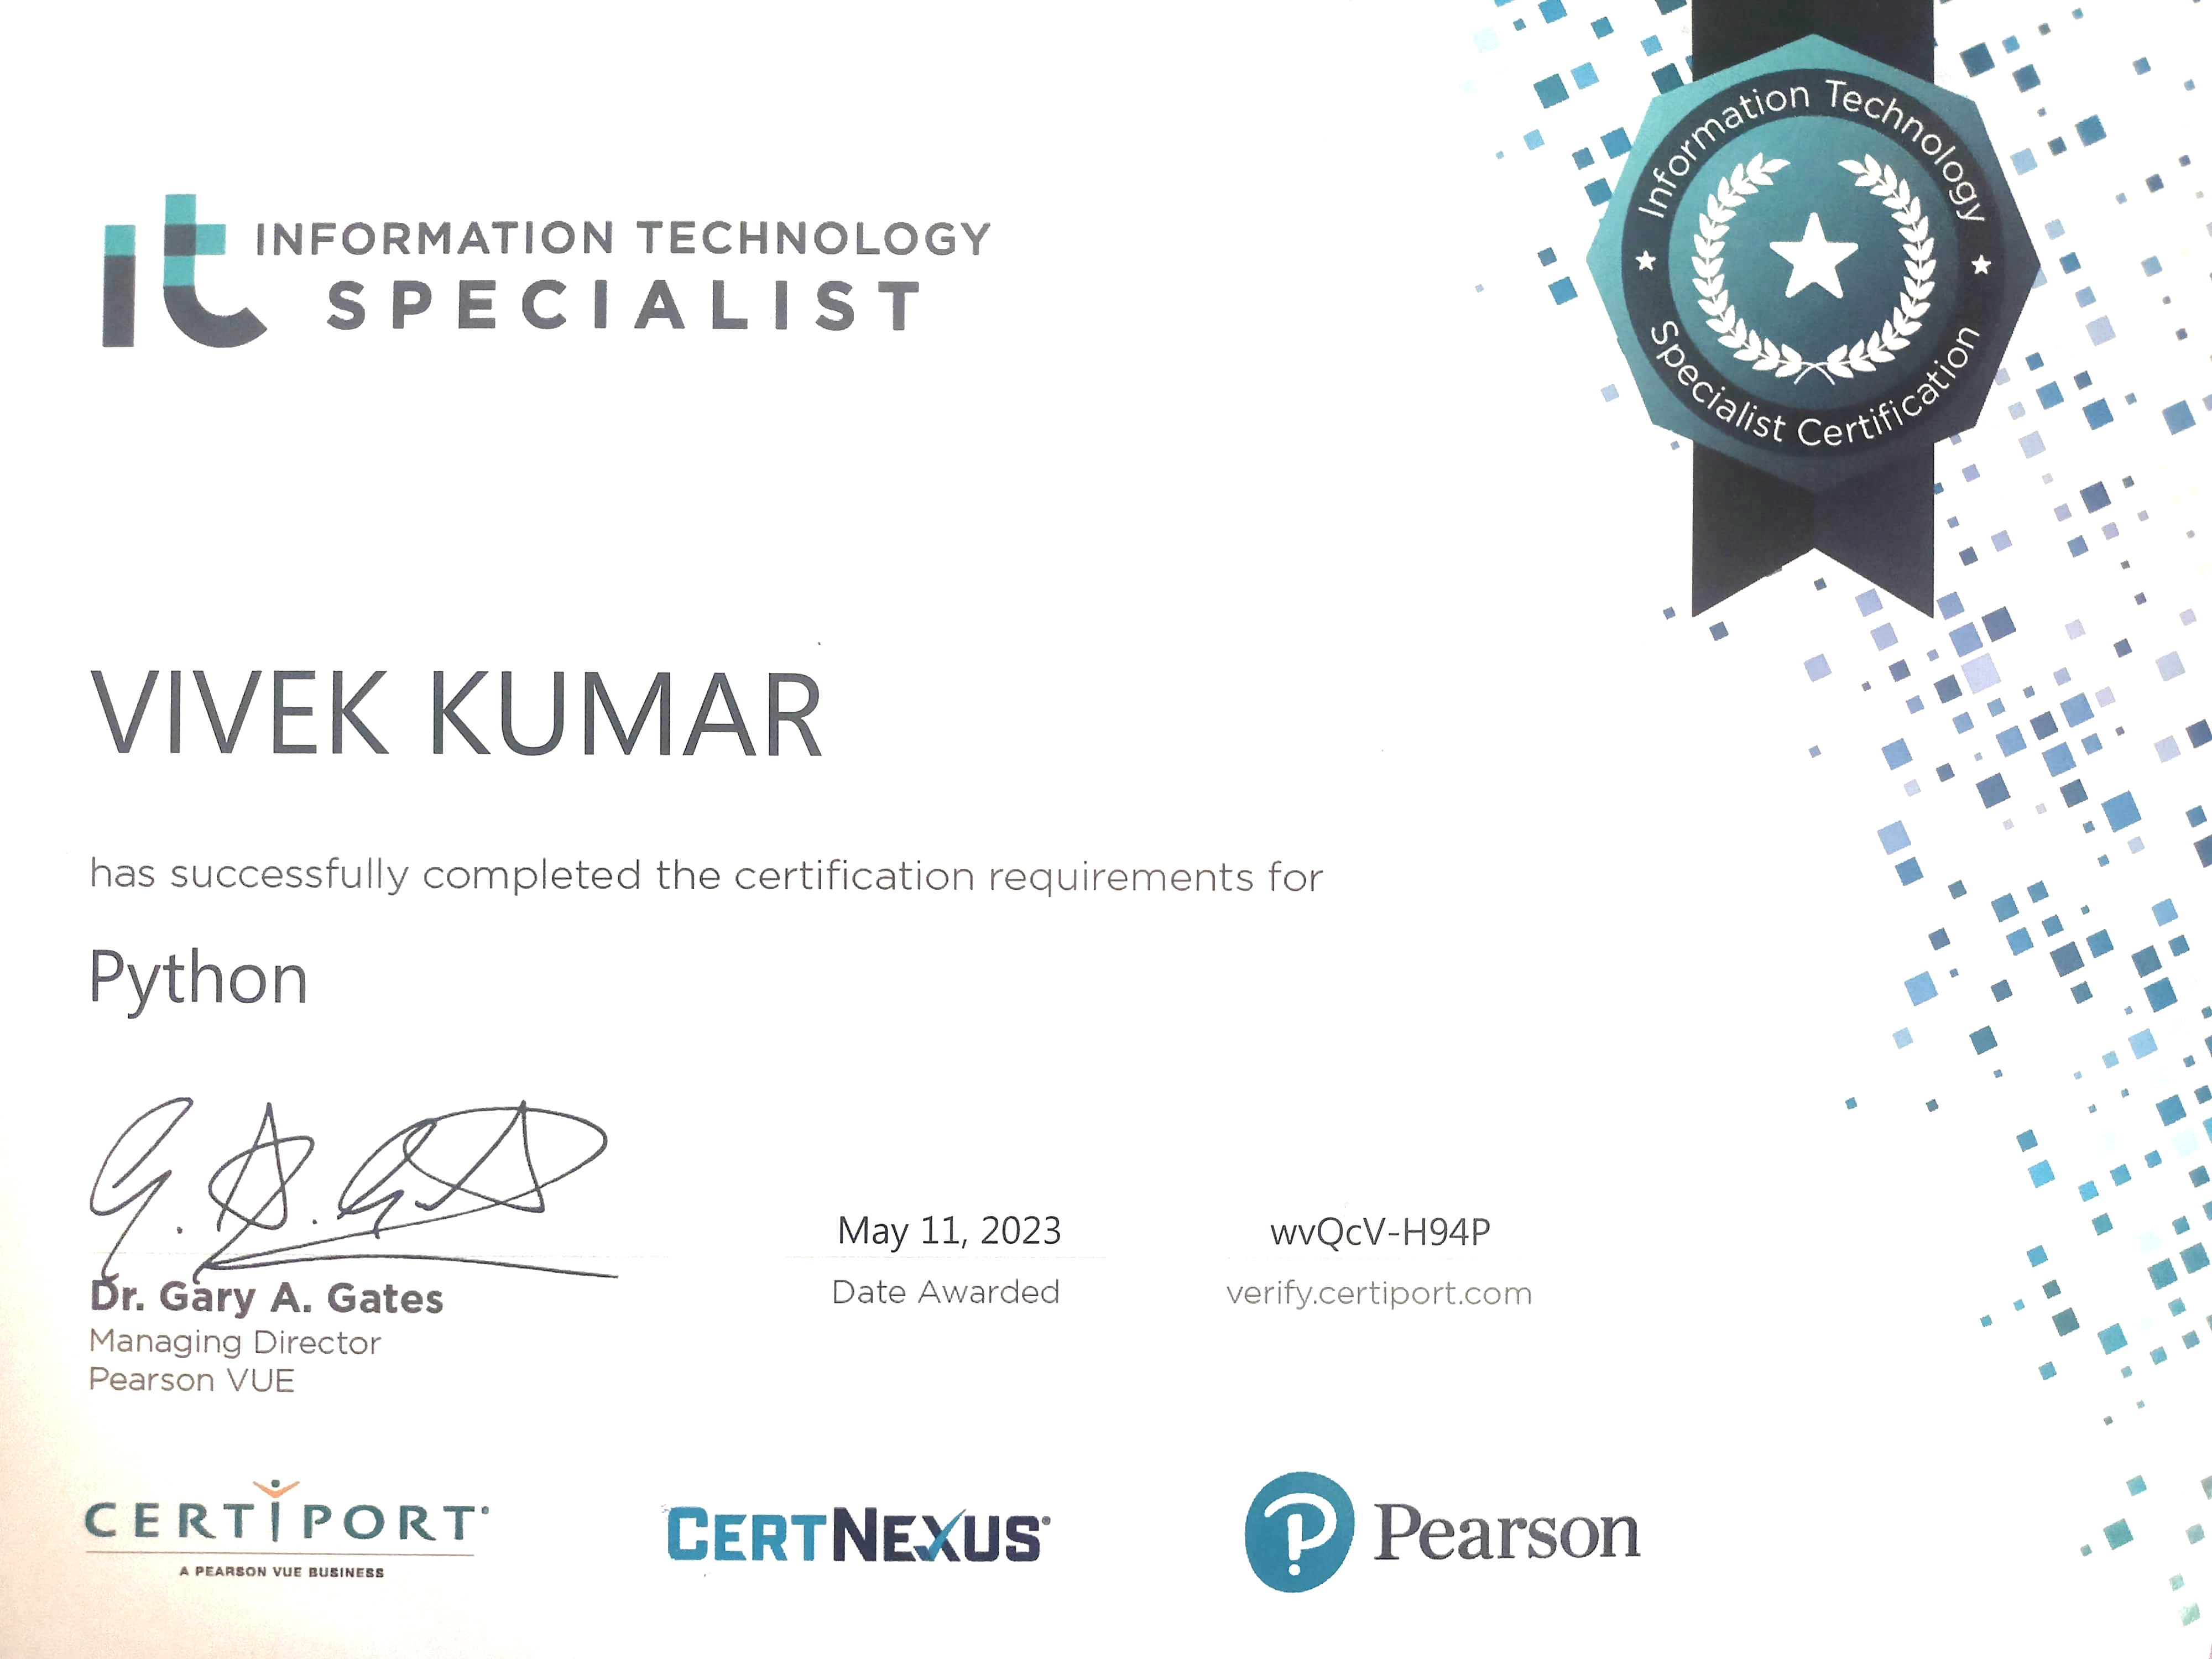 it INFORMATION TECHNOLOGY
SPECIALIST
Information Technology
Specialist Certification
VIVEK KUMAR
has successfully completed the certification requirements for
Python
G. A. Gates
Dr. Gary A. Gates
Managing Director
Pearson VUE
May 11, 2023
Date Awarded
wvQcV-H94P
verify.certiport.com
CERTIPORT
A PEARSON VUE BUSINESS
CERTNEXUS
P Pearson